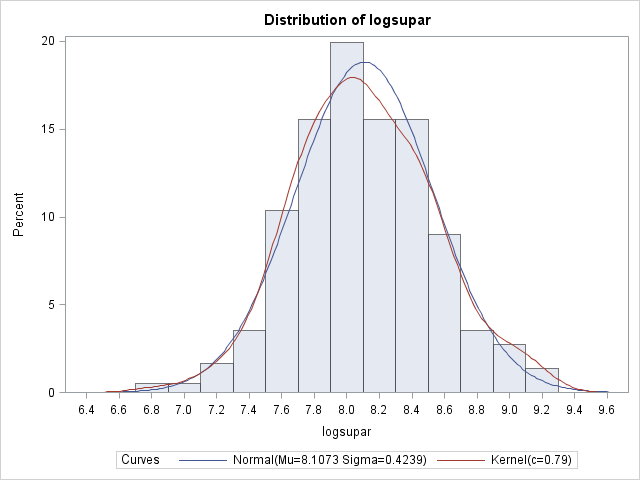 Distribution of logsupar
20
15
10
5
0
Percent
6.4 6.6 6.8 7.0 7.2 7.4 7.6 7.8 8.0 8.2 8.4 8.6 8.8 9.0 9.2 9.4 9.6
logsupar
Curves Normal(Mu=8.1073 Sigma=0.4239) Kernel(c=0.79)